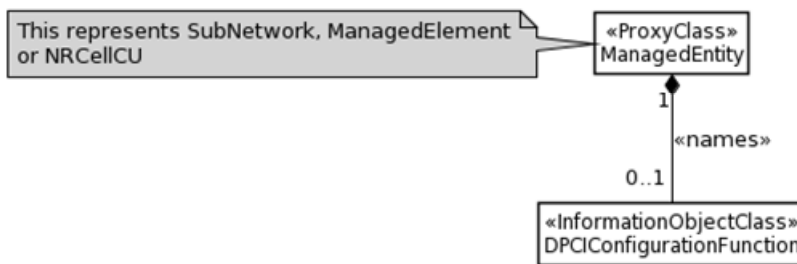 This represents SubNetwork, ManagedElement
or NRCellCU
«ProxyClass»
ManagedEntity
1
«names»
0..1
«InformationObjectClass»
DPCIConfigurationFunction